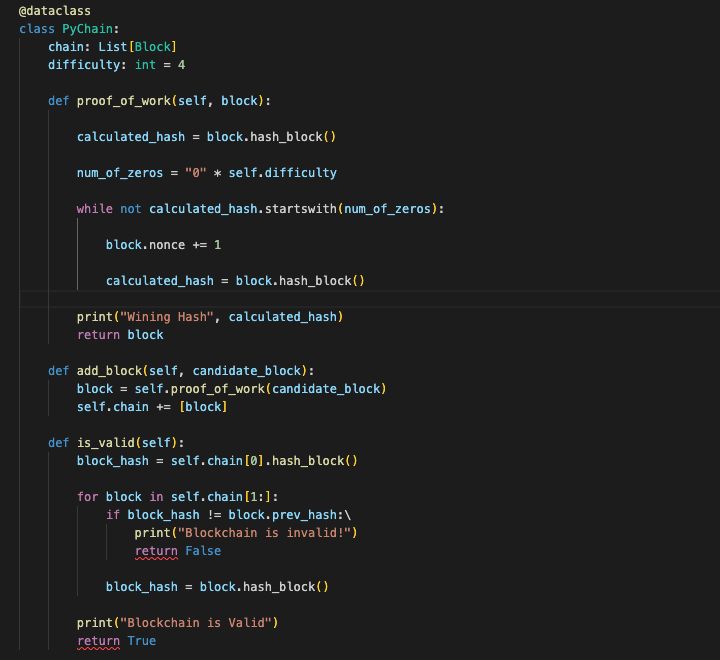 @dataclass
class PyChain:
    chain: List[Block]
    difficulty: int = 4
    def proof_of_work(self, block):
        calculated_hash = block.hash_block()
        num_of_zeros = "0" * self.difficulty
        while not calculated_hash.startswith(num_of_zeros):
            block.nonce += 1
            calculated_hash = block.hash_block()
        print("Wining Hash", calculated_hash)
        return block
    def add_block(self, candidate_block):
        block = self.proof_of_work(candidate_block)
        self.chain += [block]
    def is_valid(self):
        block_hash = self.chain[0].hash_block()
        for block in self.chain[1:]:
            if block_hash != block.prev_hash:\
                print("Blockchain is invalid!")
                return False
            block_hash = block.hash_block()
        print("Blockchain is Valid")
        return True